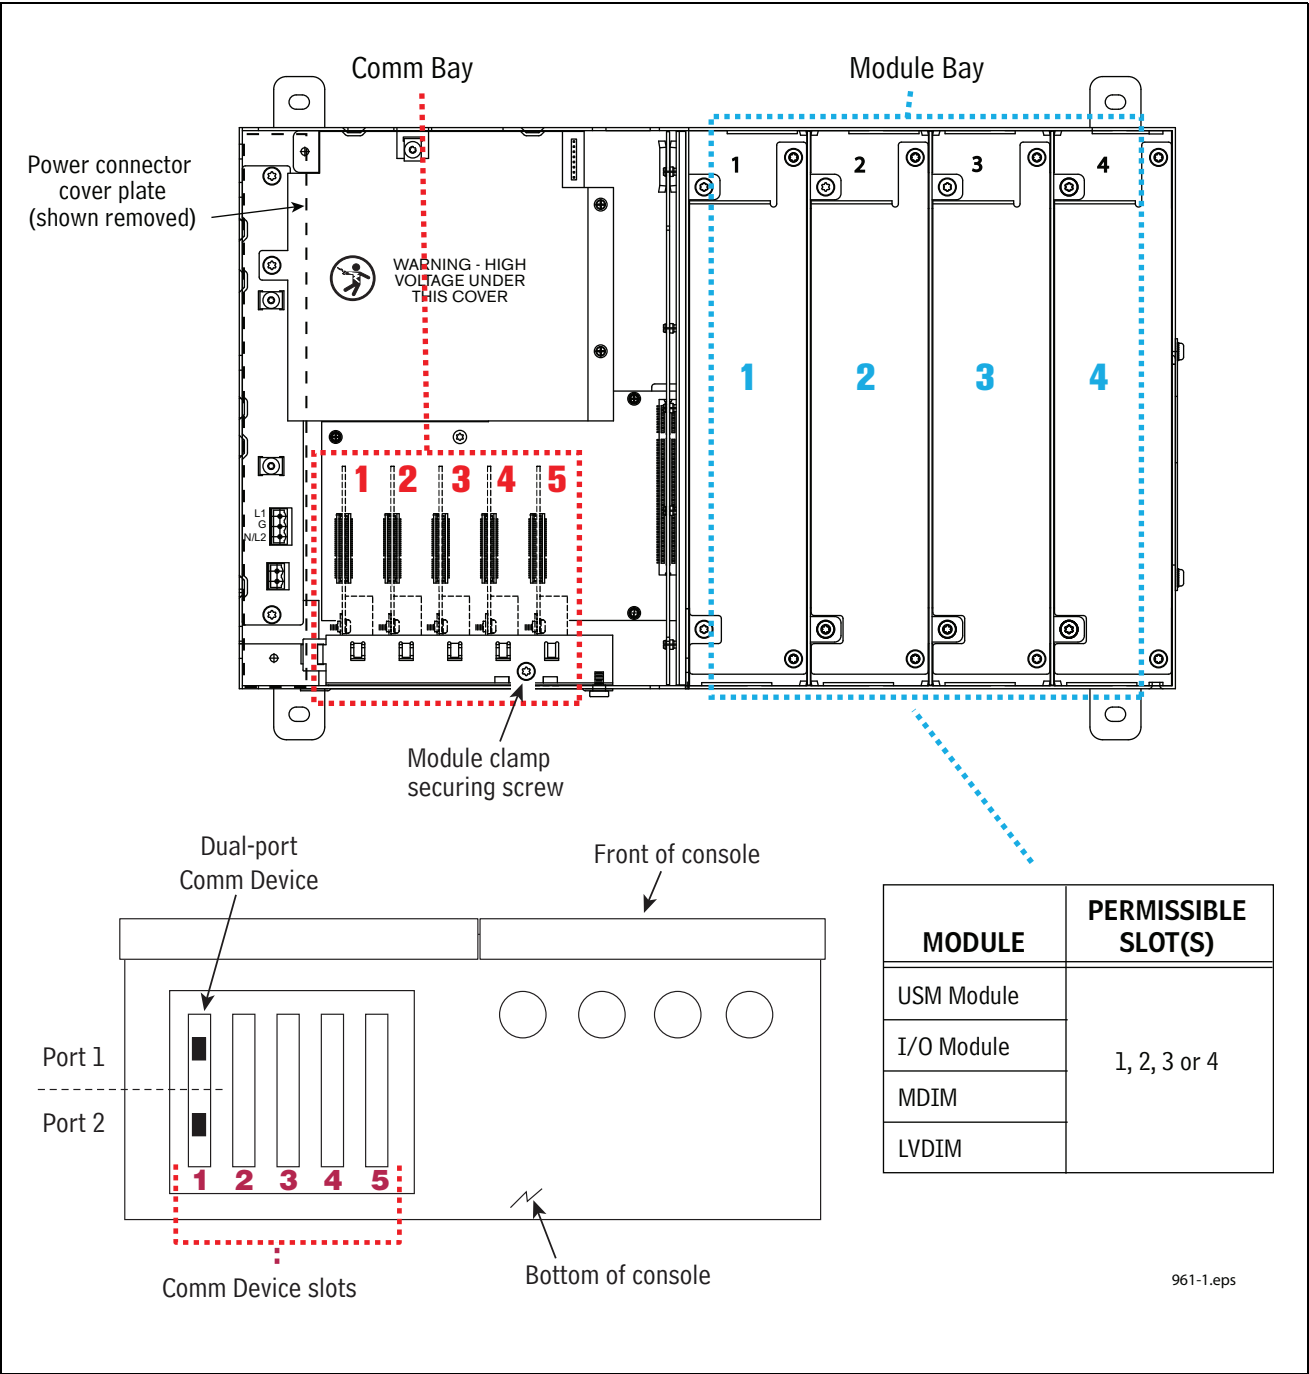 Comm Bay
Module Bay
Power connector
cover plate
(shown removed)
1
2
3
4
WARNING - HIGH
VOLTAGE UNDER
THIS COVER
1
2
3
4
1
2
3
4
5
L1
G
N/L2
Module clamp
securing screw
Dual-port
Comm Device
Front of console
MODULE
PERMISSIBLE
SLOT(S)
USM Module
I/O Module
MDIM
LVDIM
1, 2, 3 or 4
Port 1
Port 2
1
2
3
4
5
Comm Device slots
Bottom of console
961-1.eps